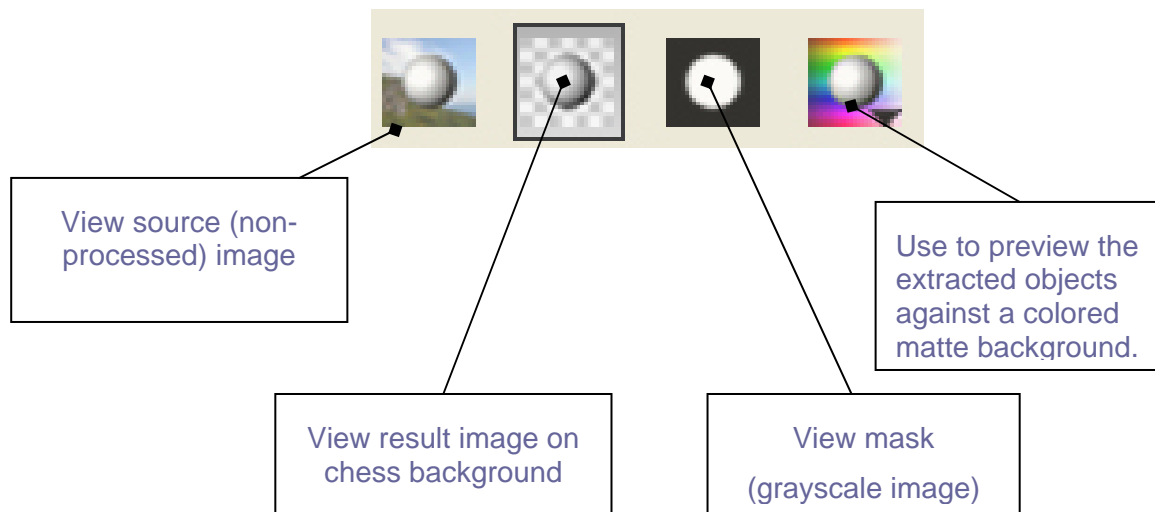 View source (non-
processed) image
Use to preview the
extracted objects
against a colored
matte background.
View result image on
chess background
View mask
(grayscale image)